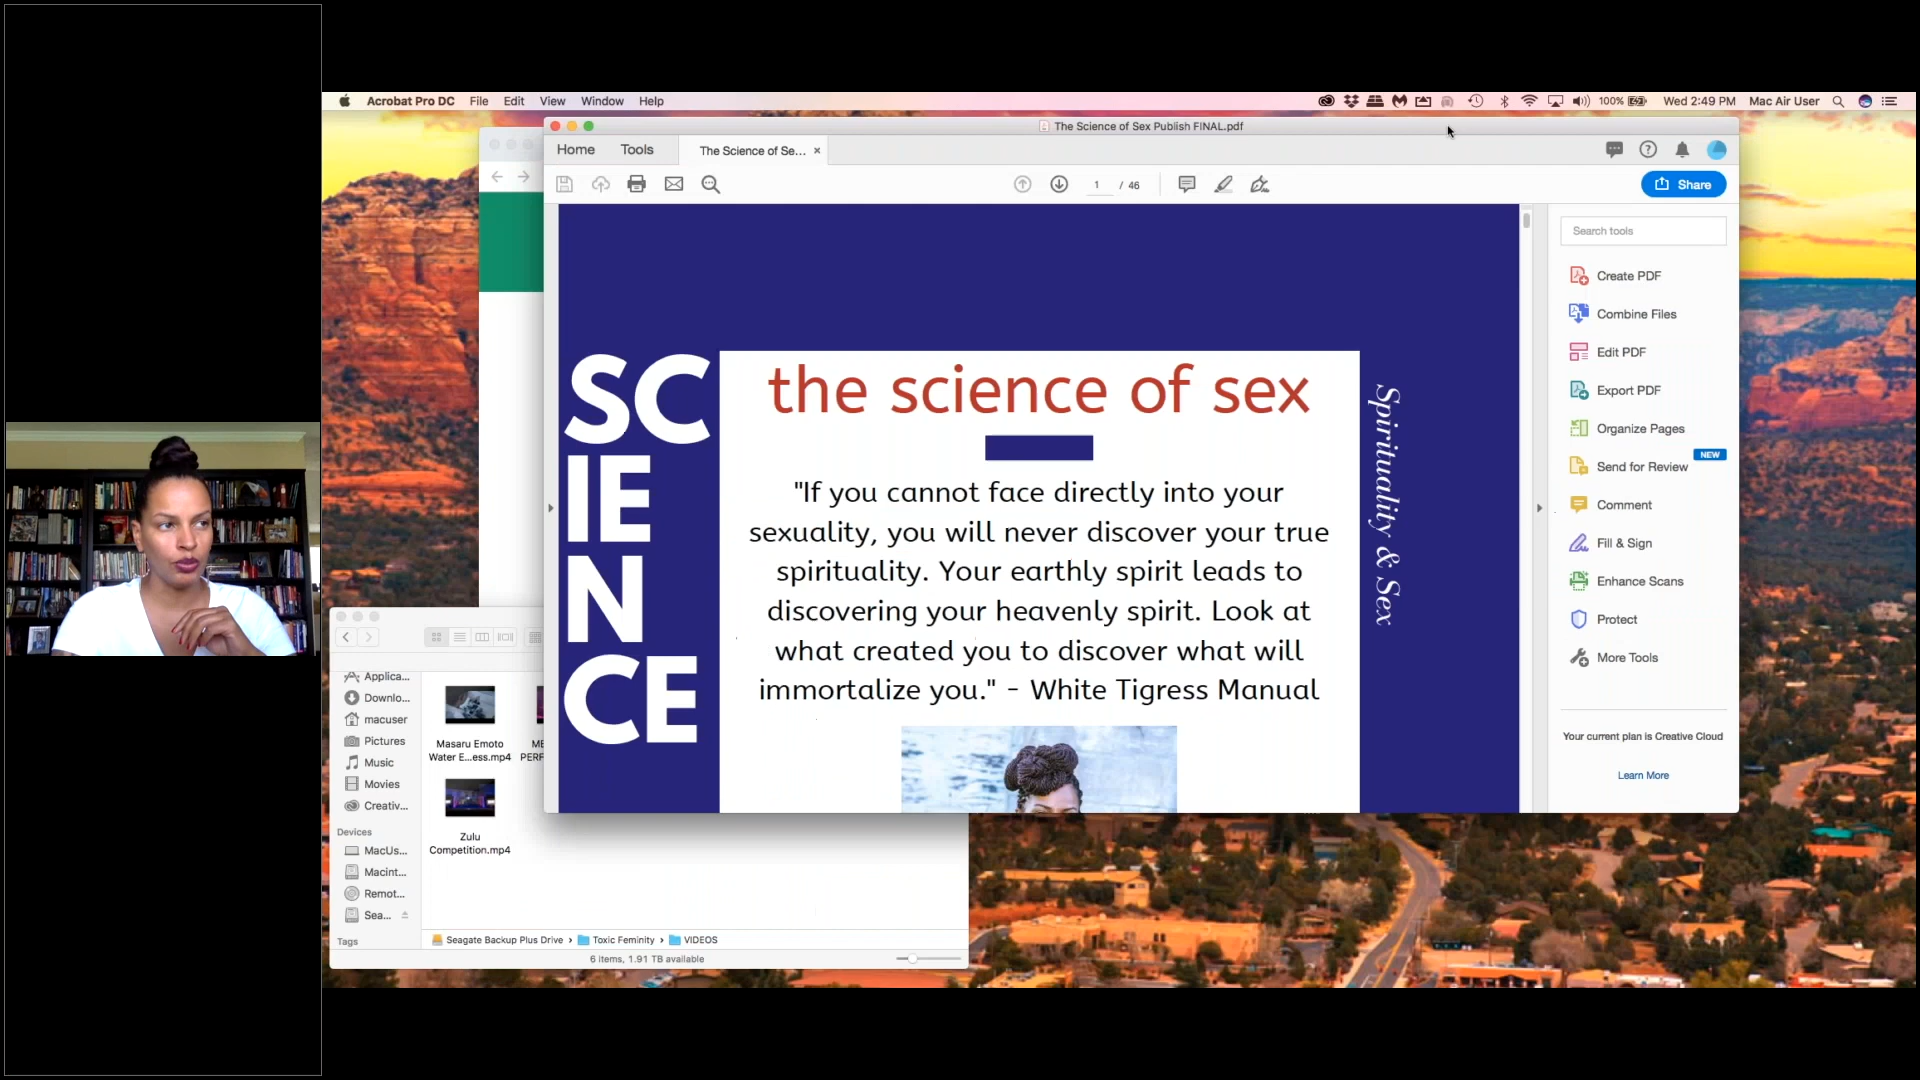 Acrobat Pro DC File Edit View Window Help
100% Wed 2:49 PM Mac Air User
The Science of Sex Publish FINAL.pdf
Home Tools The Science of Se... ×
1 / 46
Share
Search tools
Create PDF
Combine Files
Edit PDF
Export PDF
Organize Pages
NEW
Send for Review
Comment
Fill & Sign
Enhance Scans
Protect
More Tools
Your current plan is Creative Cloud
Learn More
SC
IE
N
CE
the science of sex
"If you cannot face directly into your
sexuality, you will never discover your true
spirituality. Your earthly spirit leads to
discovering your heavenly spirit. Look at
what created you to discover what will
immortalize you." - White Tigress Manual
Spirituality & Sex
Applica...
Downlo...
macuser
Pictures
Music
Movies
Creativ...
Devices
MacUs...
Macint...
Remot...
Sea...
Tags
Masaru Emoto
Water E...ess.mp4
ME
PERF
Zulu
Competition.mp4
Seagate Backup Plus Drive › Toxic Feminity › VIDEOS
6 items, 1.91 TB available